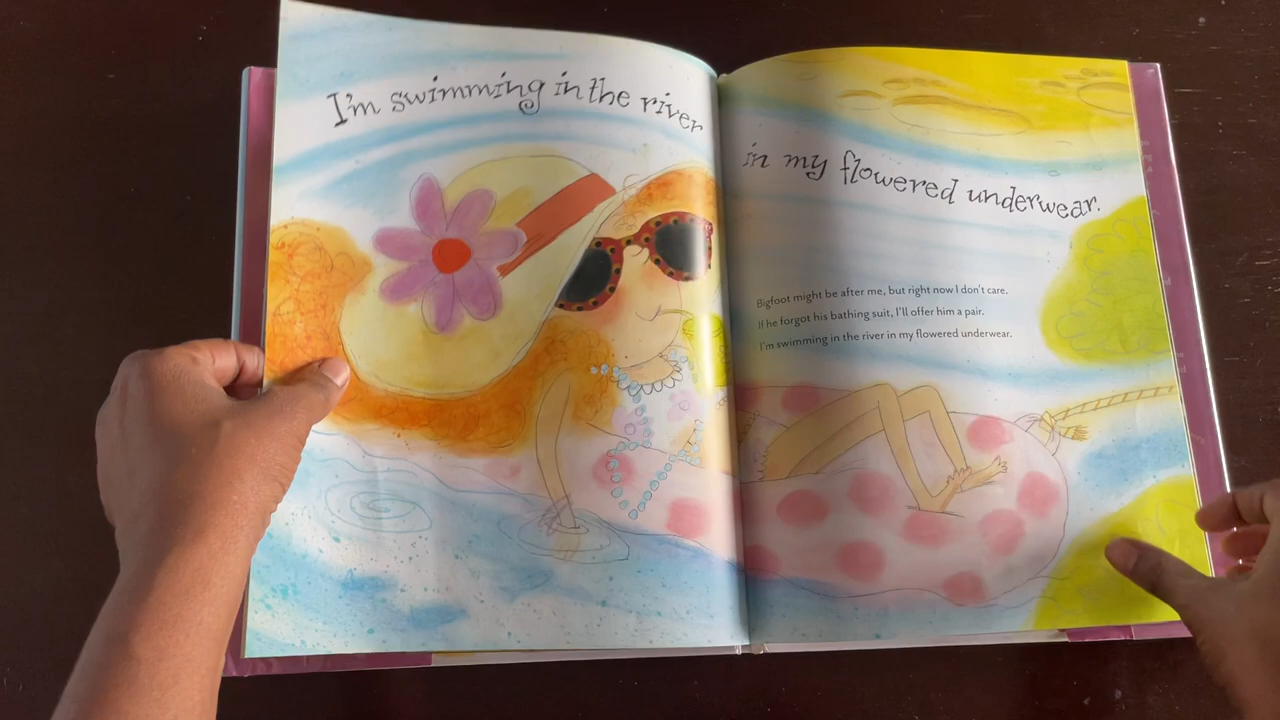 I'm swimming in the river
in my flowered underwear.
Bigfoot might be after me, but right now I don't care.
If he forgot his bathing suit, I'll offer him a pair.
I'm swimming in the river in my flowered underwear.